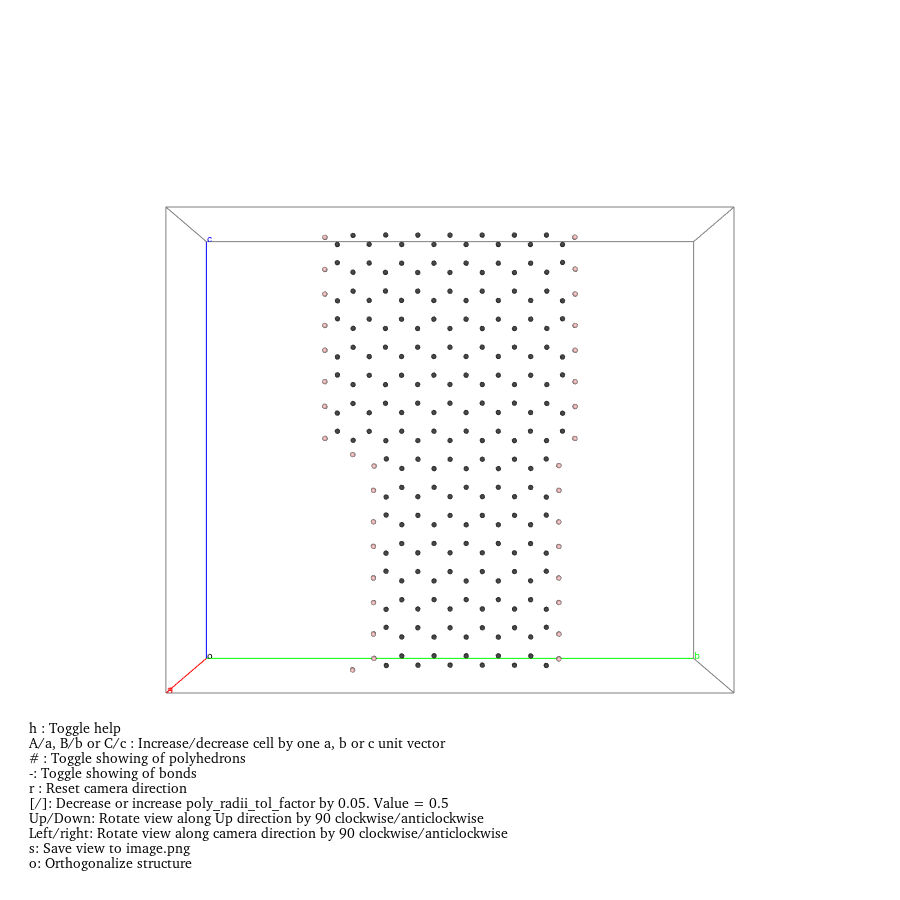 c
o
b
a
h : Toggle help
A/a, B/b or C/c : Increase/decrease cell by one a, b or c unit vector
# : Toggle showing of polyhedrons
-: Toggle showing of bonds
r : Reset camera direction
[/]: Decrease or increase poly_radii_tol_factor by 0.05. Value = 0.5
Up/Down: Rotate view along Up direction by 90 clockwise/anticlockwise
Left/right: Rotate view along camera direction by 90 clockwise/anticlockwise
s: Save view to image.png
o: Orthogonalize structure